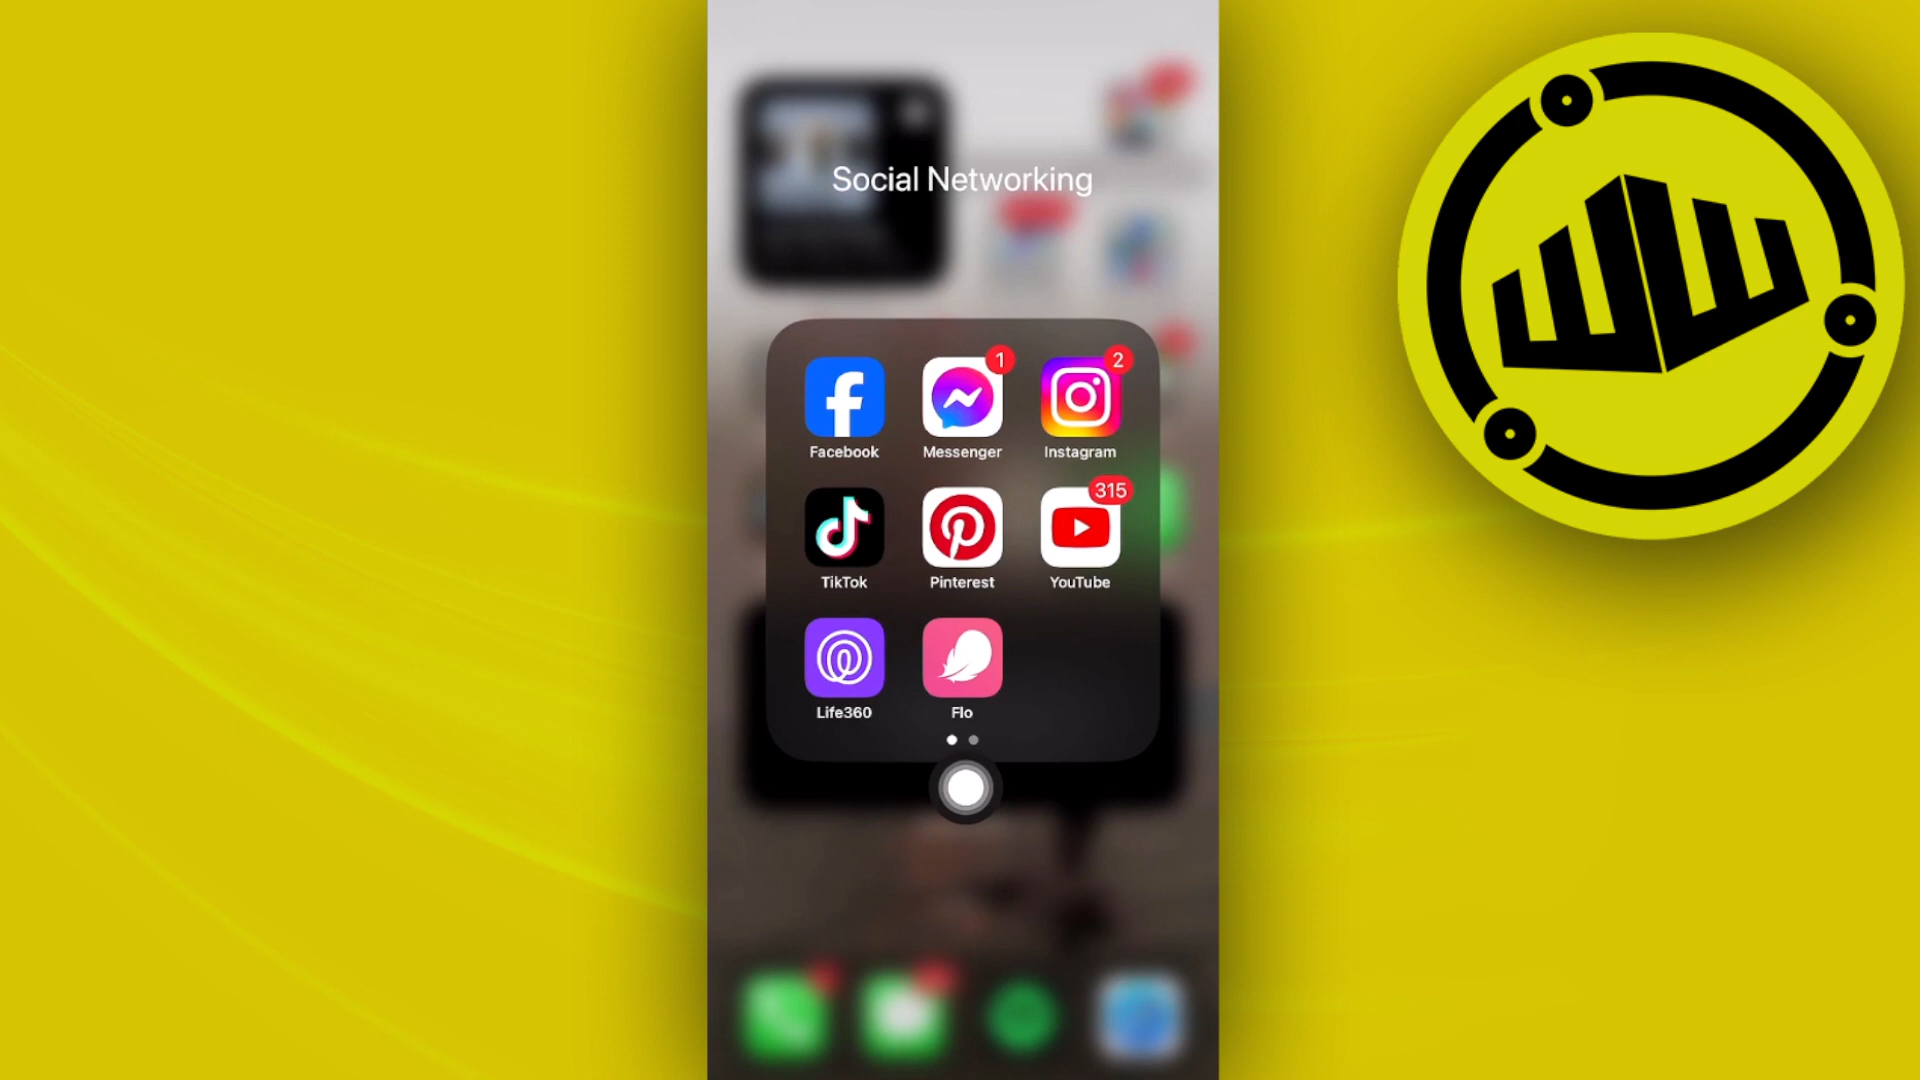 Social Networking
1
2
Facebook Messenger Instagram
315
TikTok Pinterest YouTube
Life360 Flo